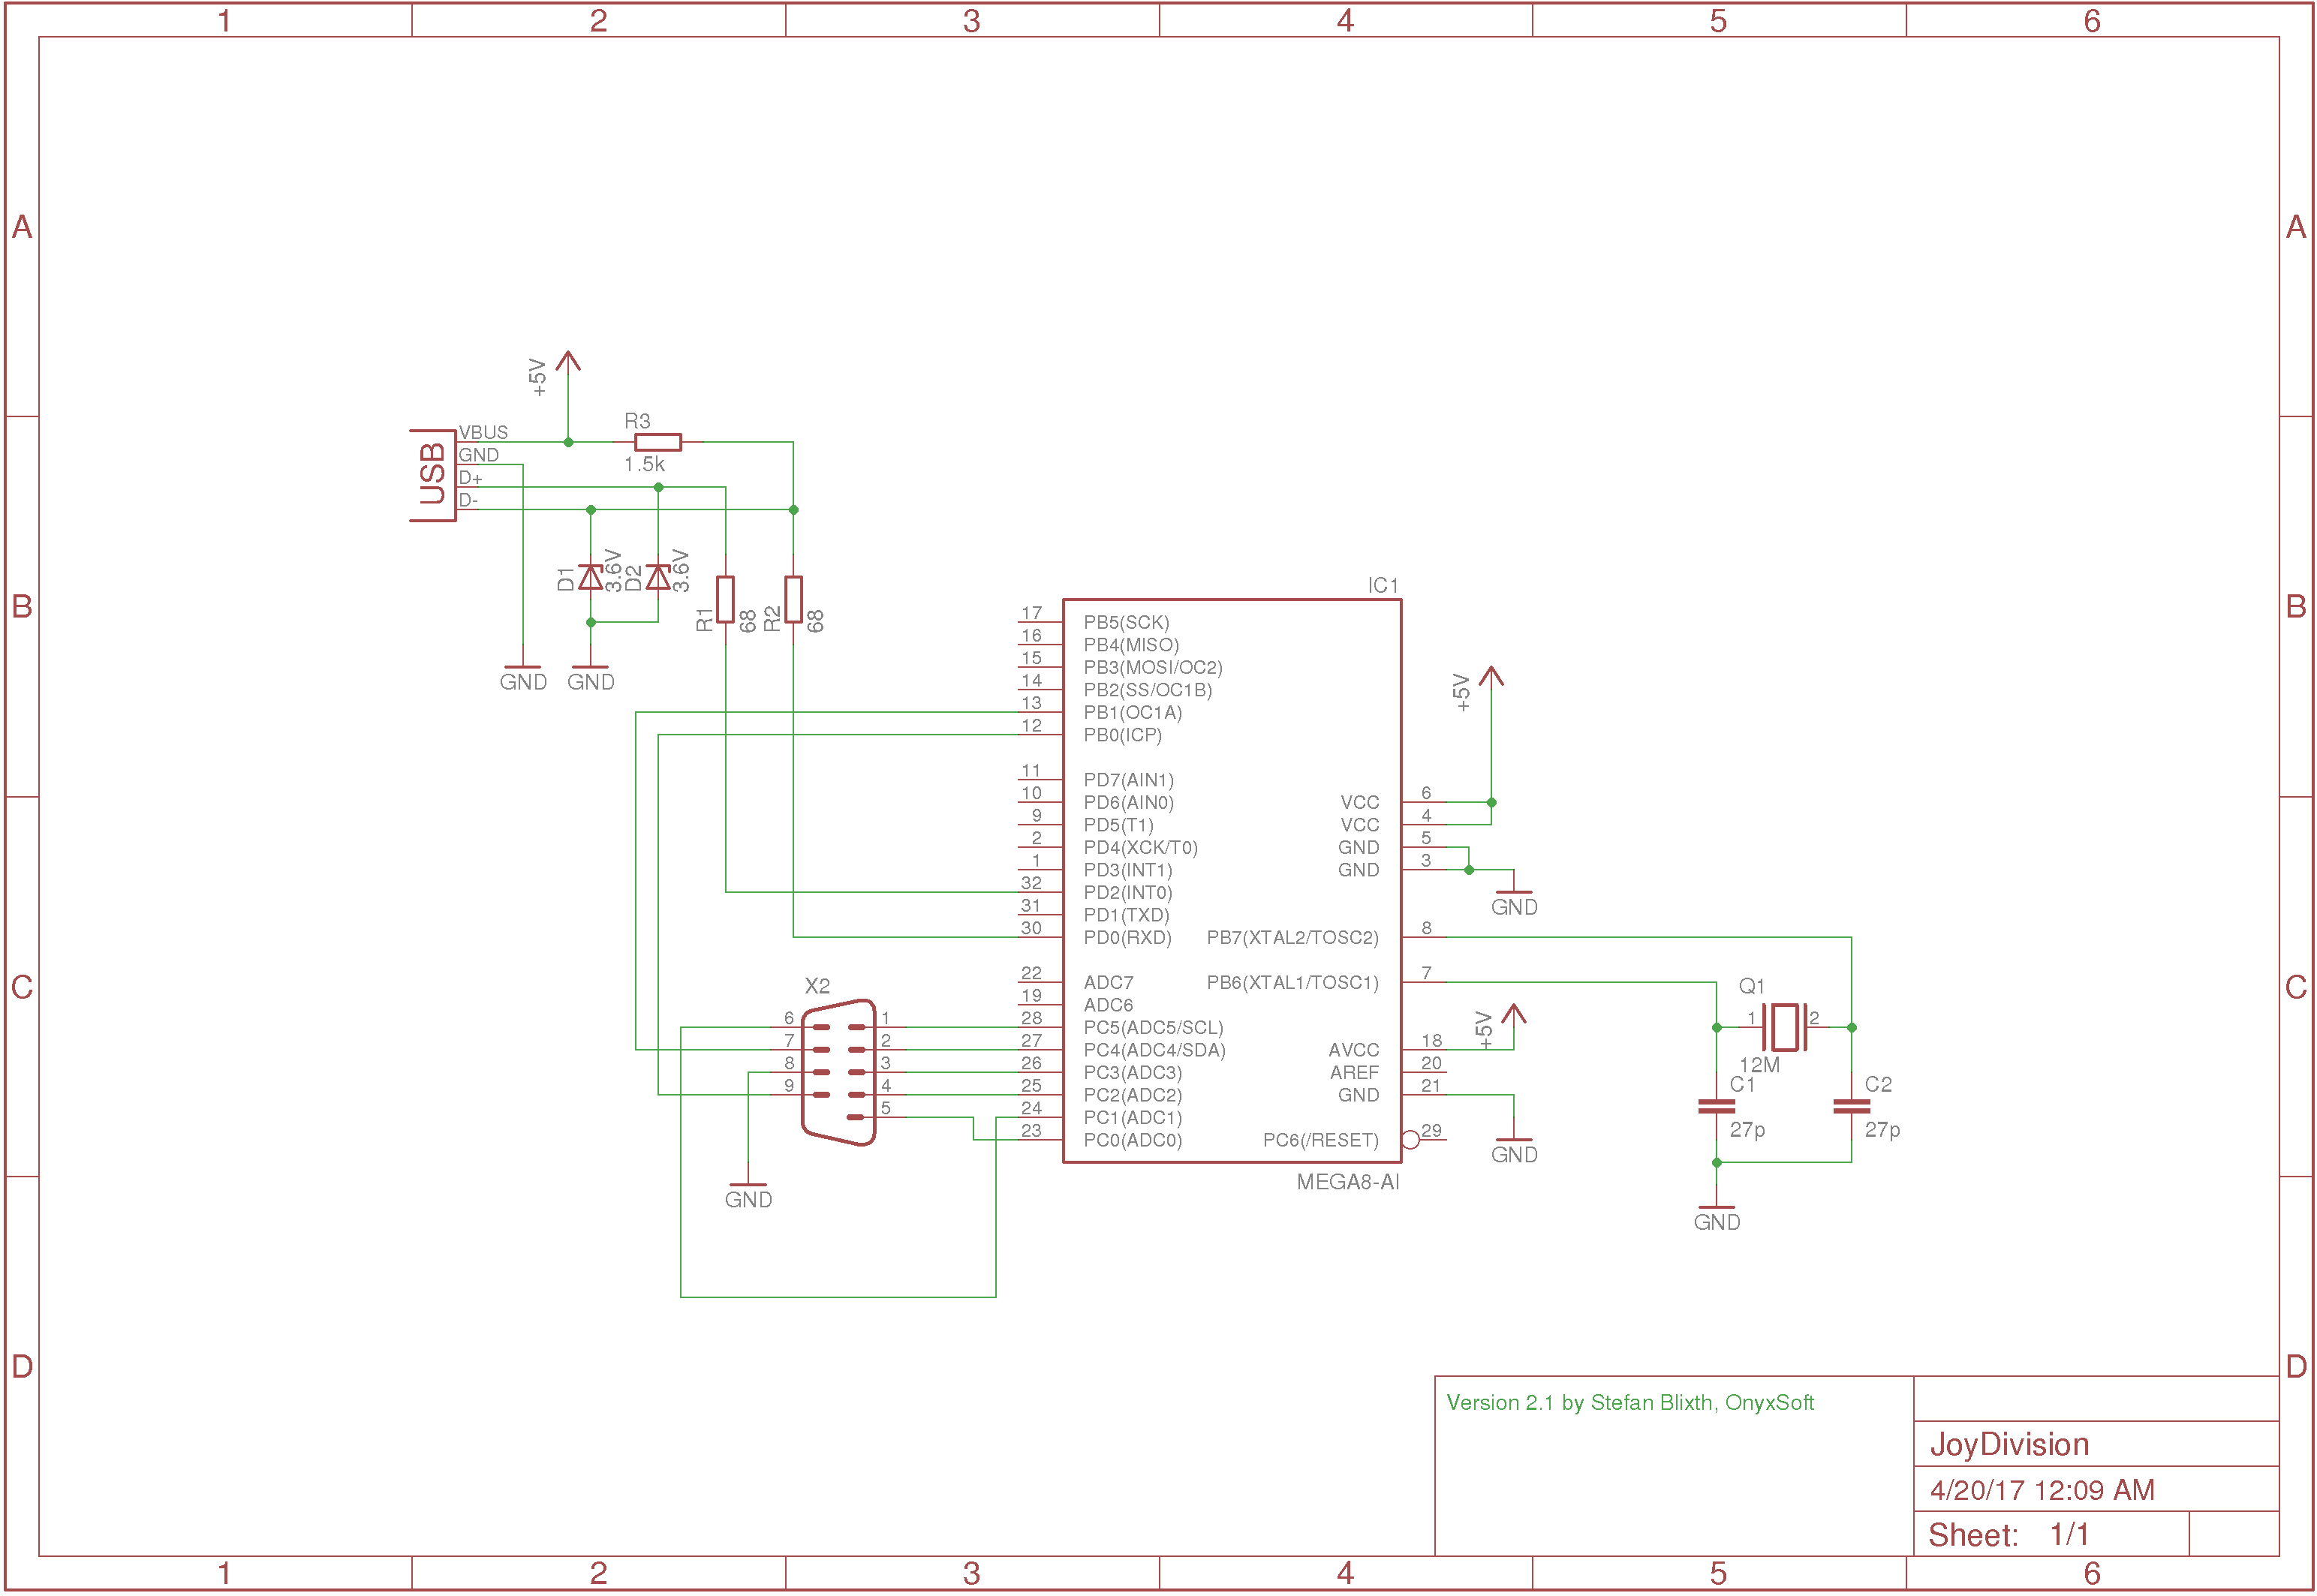 1 2 3 4 5 6
A A
+5V
R3
VBUS
GND
1.5k
USB
D+
D-
D1
3.6V
D2
3.6V
R1
68
R2
68
B B
GND GND
IC1
17 PB5(SCK)
16 PB4(MISO)
15 PB3(MOSI/OC2)
14 PB2(SS/OC1B)
13 PB1(OC1A)
12 PB0(ICP)
+5V
11 PD7(AIN1)
10 PD6(AIN0) VCC 6
9 PD5(T1) VCC 4
2 PD4(XCK/T0) GND 5
1 PD3(INT1) GND 3
32 PD2(INT0)
GND
31 PD1(TXD)
30 PD0(RXD) PB7(XTAL2/TOSC2) 8
C C
22 ADC7 PB6(XTAL1/TOSC1) 7
X2
Q1
19 ADC6
6 1 28 PC5(ADC5/SCL) +5V 1 2
7 2 27 PC4(ADC4/SDA) AVCC 18
12M
8 3 26 PC3(ADC3) AREF 20
C1 C2
9 4 25 PC2(ADC2) GND 21
5 24 PC1(ADC1)
27p 27p
23 PC0(ADC0) PC6(/RESET) 29
GND
MEGA8-AI
GND
GND
D D
Version 2.1 by Stefan Blixth, OnyxSoft
JoyDivision
4/20/17 12:09 AM
Sheet: 1/1
1 2 3 4 5 6